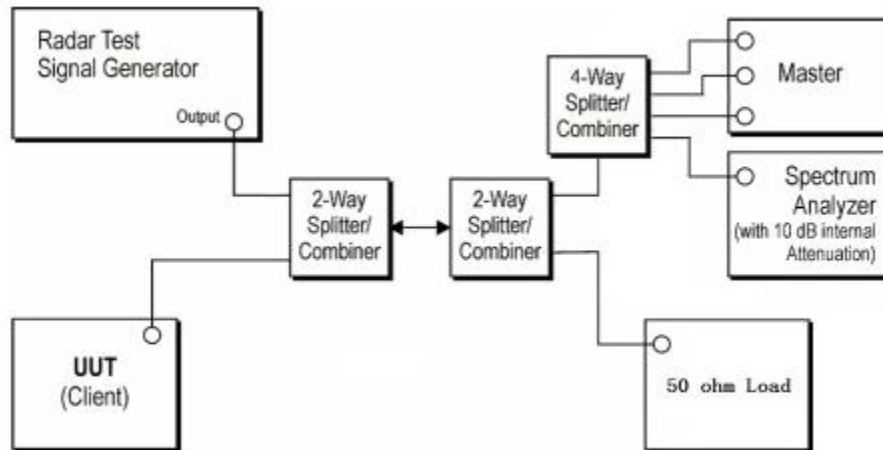 Radar Test
Signal Generator
Output
4-Way
Splitter/
Combiner
Master
Spectrum
Analyzer
(with 10 dB internal
Attenuation)
2-Way
Splitter/
Combiner
2-Way
Splitter/
Combiner
UUT
(Client)
50 ohm Load